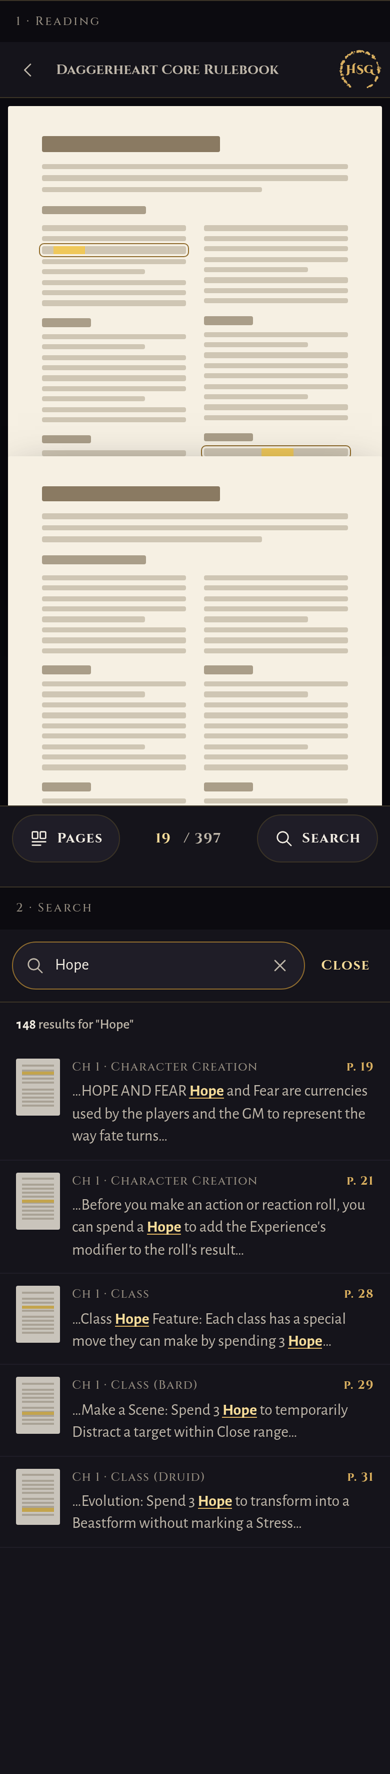 1 · Reading
Daggerheart Core Rulebook
HSG
Pages
19 / 397
Search
2 · Search
Hope
Close
148 results for "Hope"
Ch 1 · Character Creation
p. 19
...HOPE AND FEAR Hope and Fear are currencies
used by the players and the GM to represent the
way fate turns...
Ch 1 · Character Creation
p. 21
...Before you make an action or reaction roll, you
can spend a Hope to add the Experience's
modifier to the roll's result...
Ch 1 · Class
p. 28
...Class Hope Feature: Each class has a special
move they can make by spending 3 Hope...
Ch 1 · Class (Bard)
p. 29
...Make a Scene: Spend 3 Hope to temporarily
Distract a target within Close range...
Ch 1 · Class (Druid)
p. 31
...Evolution: Spend 3 Hope to transform into a
Beastform without marking a Stress...